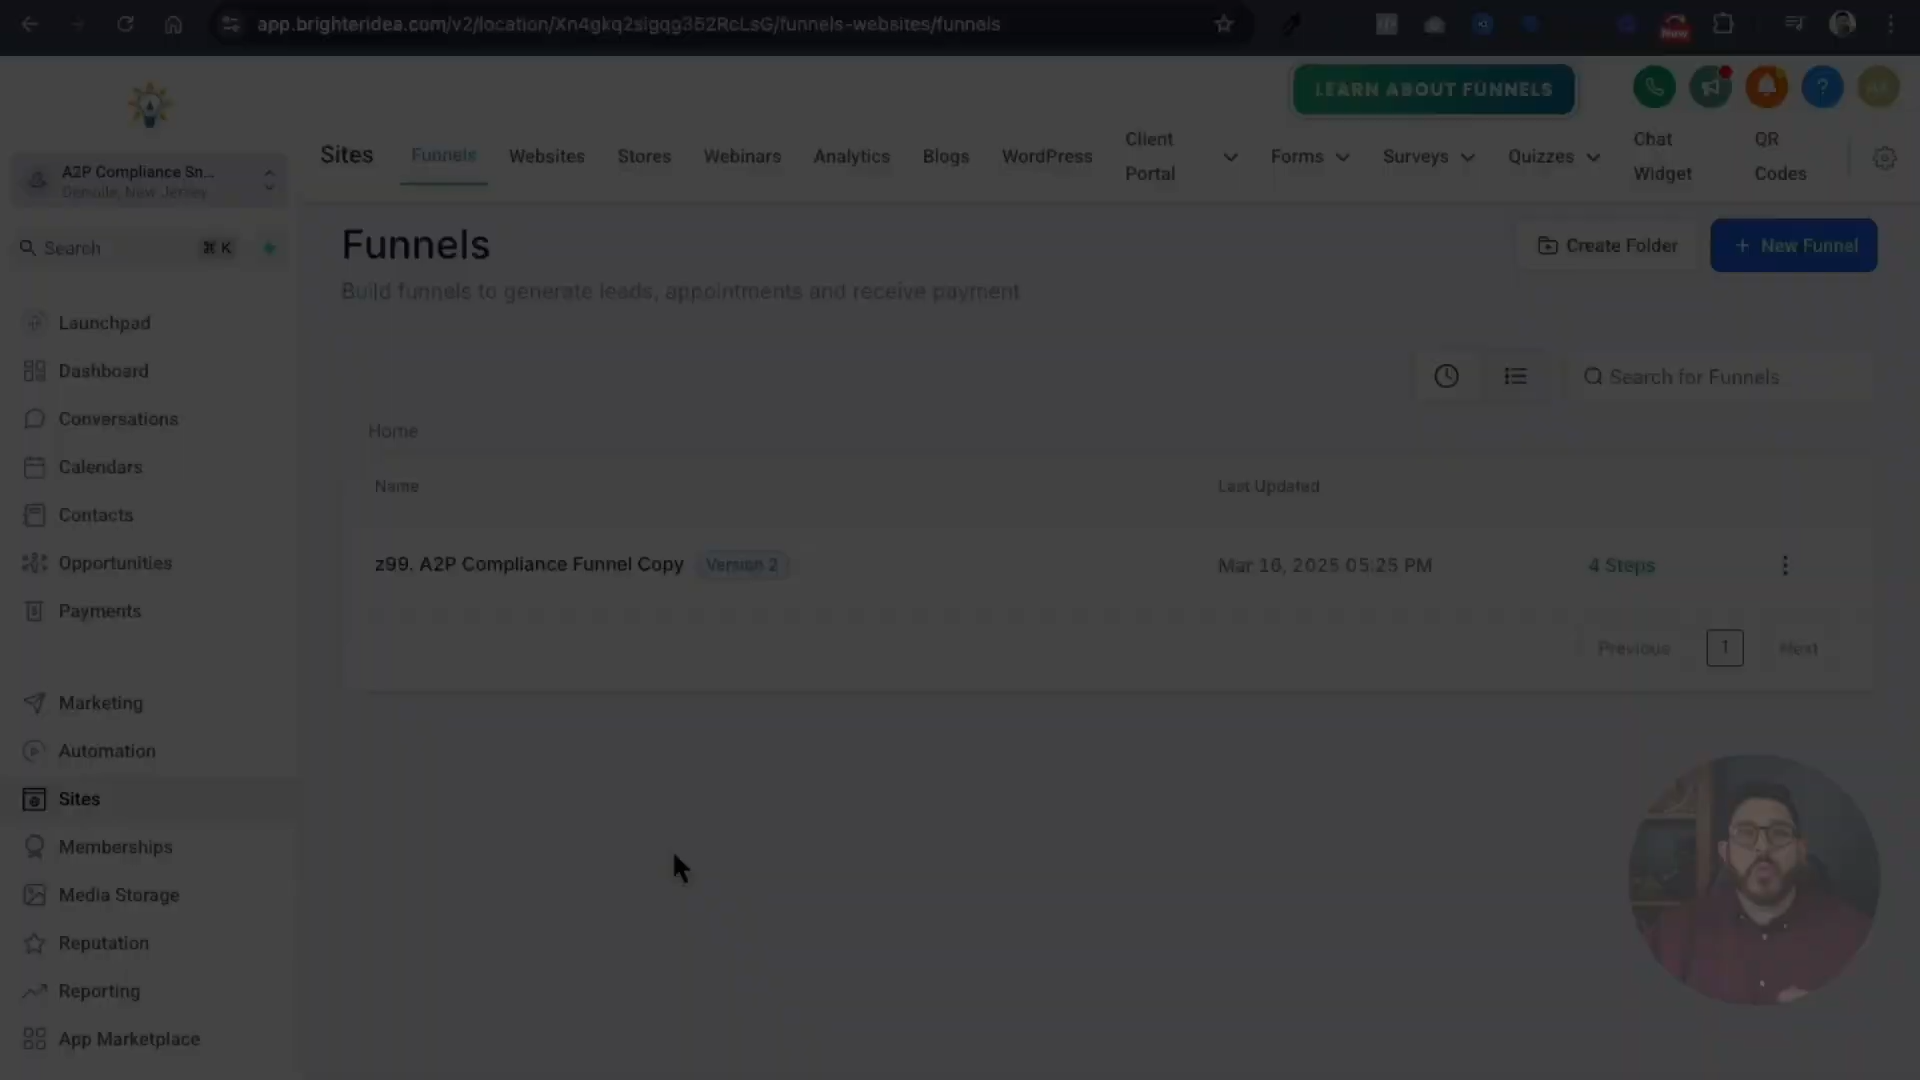 app.brighteridea.com/v2/location/Xn4gkq2sigqg352RcLsG/funnels-websites/funnels
New
LEARN ABOUT FUNNELS
A2P Compliance Sn...
New Jersey
Search
⌘ K
Sites
Funnels
Websites
Stores
Webinars
Analytics
Blogs
WordPress
Client
Portal
Forms
Surveys
Quizzes
Chat
Widget
QR
Codes
Launchpad
Dashboard
Conversations
Calendars
Contacts
Opportunities
Payments
Marketing
Automation
Sites
Memberships
Media Storage
Reputation
Reporting
App Marketplace
Funnels
Build funnels to generate leads, appointments and receive payment
Create Folder
+ New Funnel
Search for Funnels
Home
Name
Last Updated
z99. A2P Compliance Funnel Copy
Version 2
Mar 16, 2025 05:25 PM
4 Steps
Previous
1
Next